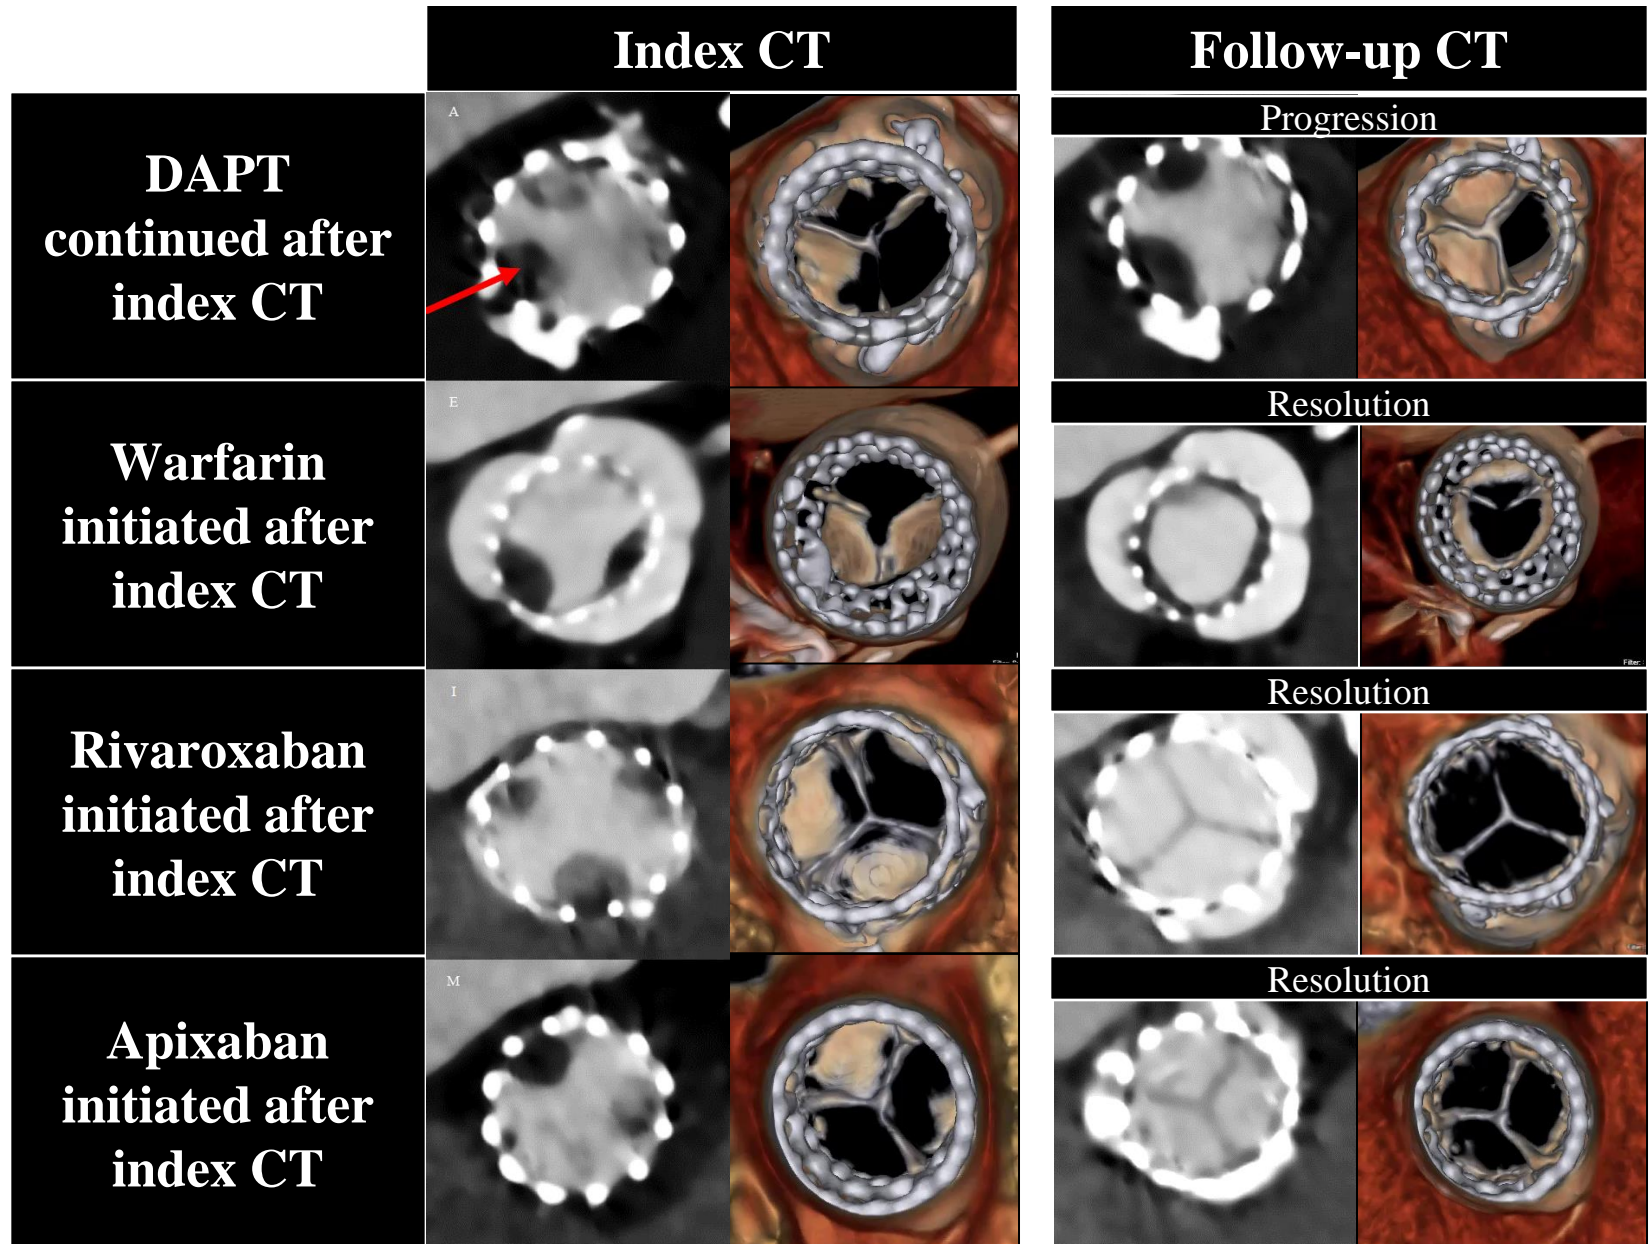 Index CT
Follow-up CT
DAPT
continued after
index CT
A
Progression
Warfarin
initiated after
index CT
E
Resolution
Filter:
Rivaroxaban
initiated after
index CT
I
Resolution
Apixaban
initiated after
index CT
M
Resolution